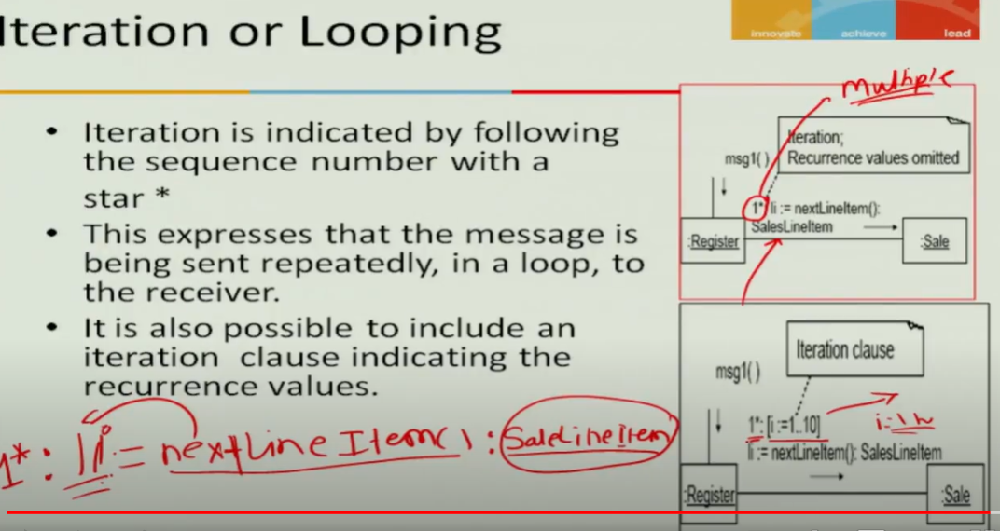 Iteration or Looping
innovate achieve lead
• Iteration is indicated by following
the sequence number with a
star *
• This expresses that the message is
being sent repeatedly, in a loop, to
the receiver.
• It is also possible to include an
iteration clause indicating the
recurrence values.
1*: li = nextLineItem() : SaleLineItem
multiple
Iteration;
Recurrence values omitted
msg1()
1*: li := nextLineItem():
SalesLineItem
:Register
:Sale
Iteration clause
msg1()
1*: [i :=1..10]
li := nextLineItem(): SalesLineItem
:Register
:Sale